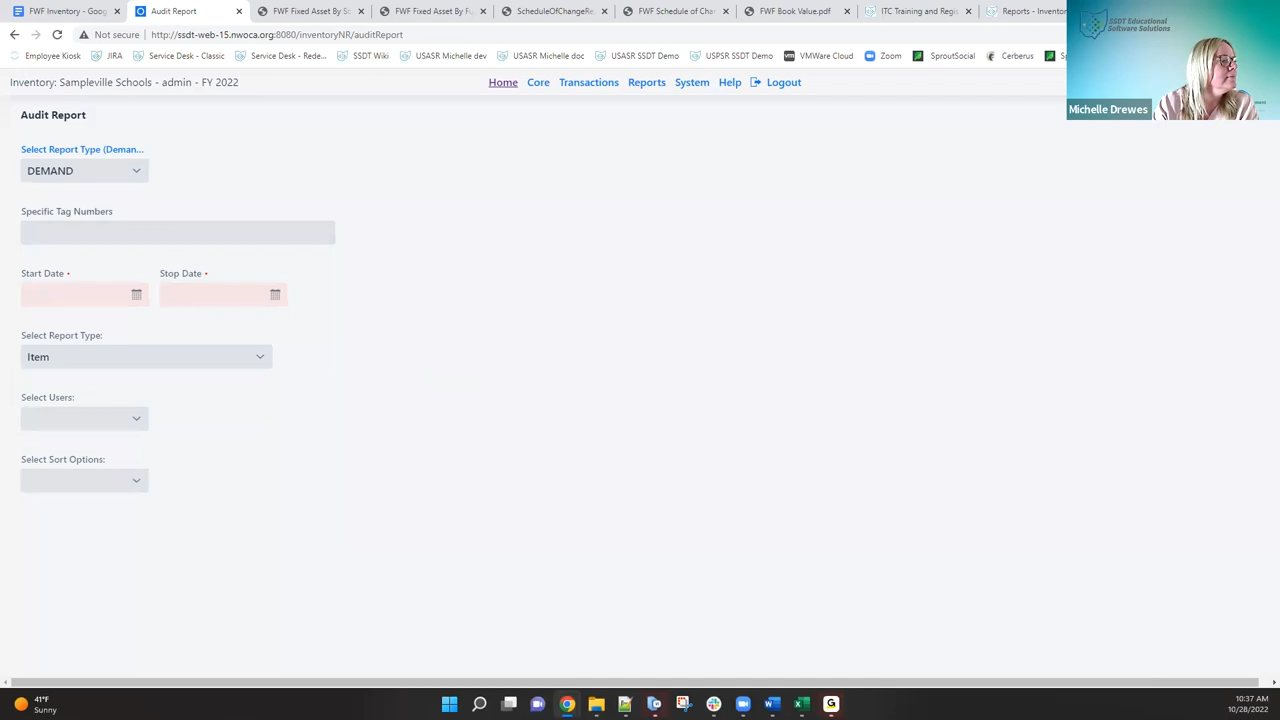 FWF Inventory - Goog
Audit Report
FWF Fixed Asset By So
FWF Fixed Asset By Fu
ScheduleOfChangeRe
FWF Schedule of Char
FWF Book Value.pdf
ITC Training and Regis
Reports - Inventor
Not secure
http://ssdt-web-15.nwoca.org:8080/inventoryNR/auditReport
Employee Kiosk
JIRA
Service Desk - Classic
Service Desk - Rede...
SSDT Wiki
USASR Michelle dev
USASR Michelle doc
USASR SSDT Demo
USPSR SSDT Demo
VMWare Cloud
Zoom
SproutSocial
Cerberus
SSDT Educational
Software Solutions
Michelle Drewes
Inventory: Sampleville Schools - admin - FY 2022
Home
Core
Transactions
Reports
System
Help
Logout
Audit Report
Select Report Type (Deman...
DEMAND
Specific Tag Numbers
Start Date •
Stop Date •
Select Report Type:
Item
Select Users:
Select Sort Options:
41°F
Sunny
10:37 AM
10/28/2022